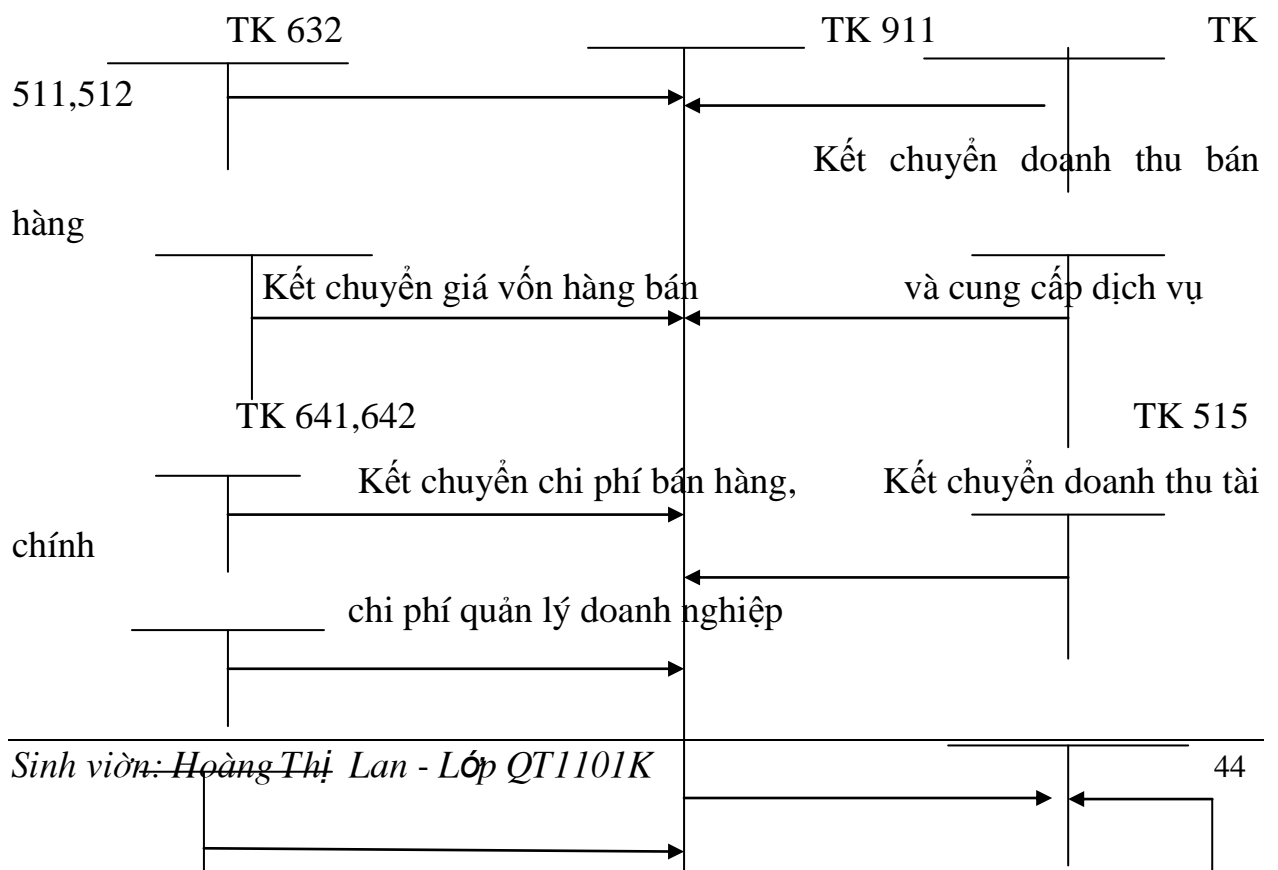 TK 632 TK 911 TK
511,512
Kết chuyển doanh thu bán
hàng
Kết chuyển giá vốn hàng bán và cung cấp dịch vụ
TK 641,642 TK 515
Kết chuyển chi phí bán hàng, Kết chuyển doanh thu tài
chính
chi phí quản lý doanh nghiệp
Sinh viờn: Hoàng Thị Lan - Lớp QT1101K 44